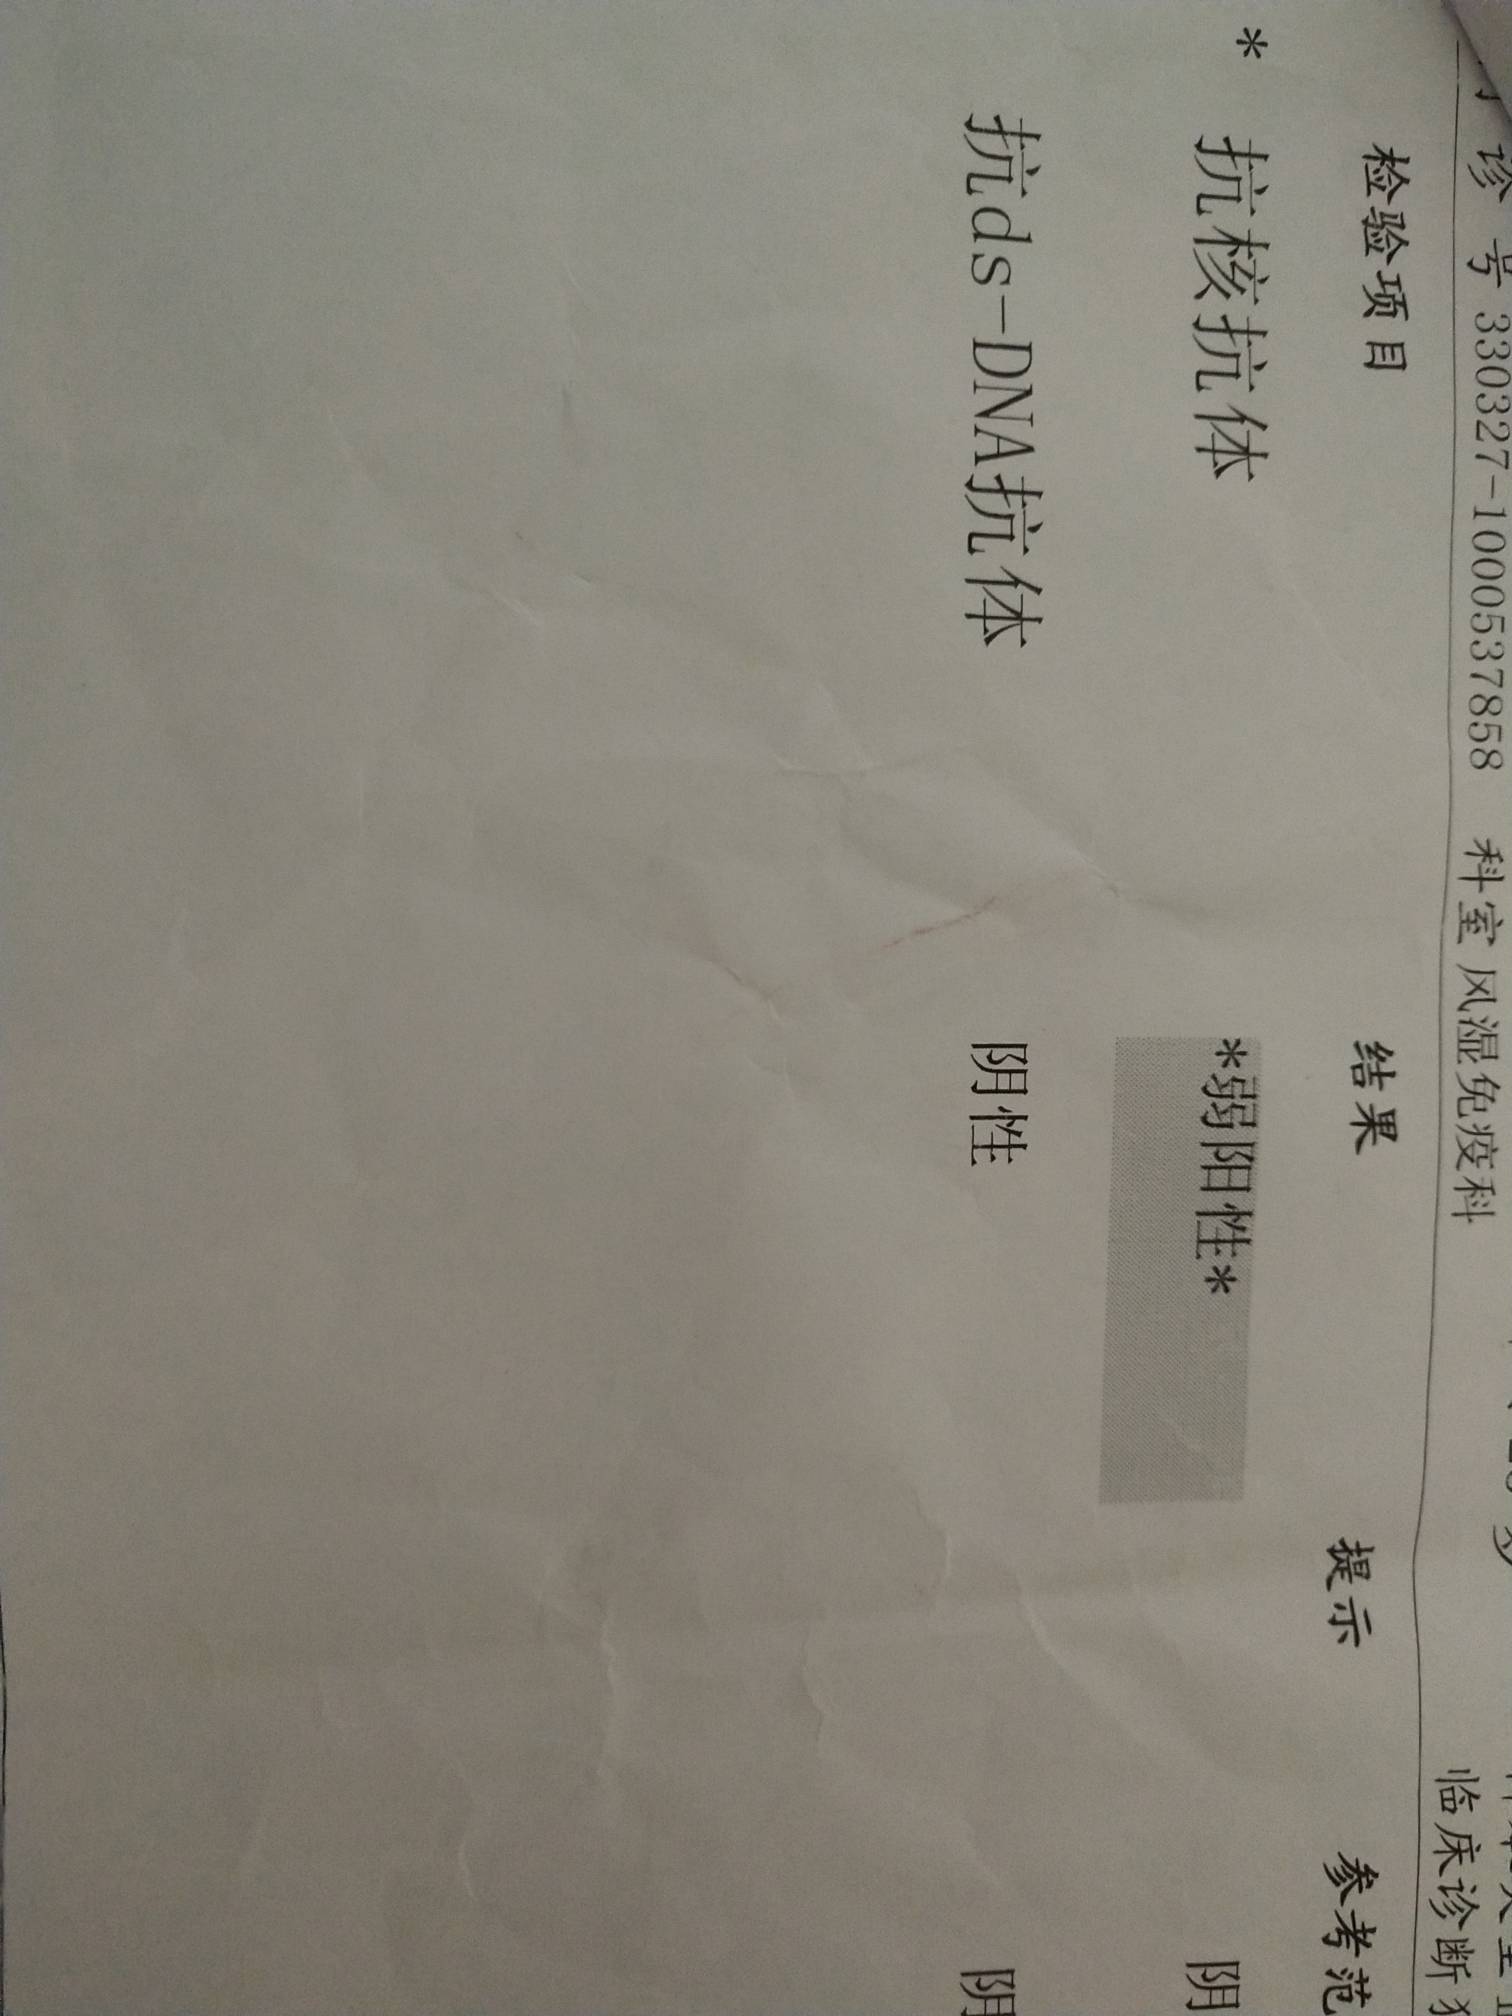 诊 号 330327-1000537858 科室 风湿免疫科 临床诊断
检验项目 结果 提示 参考范
* 抗核抗体 *弱阳性* 阴
抗ds-DNA抗体 阴性 阴